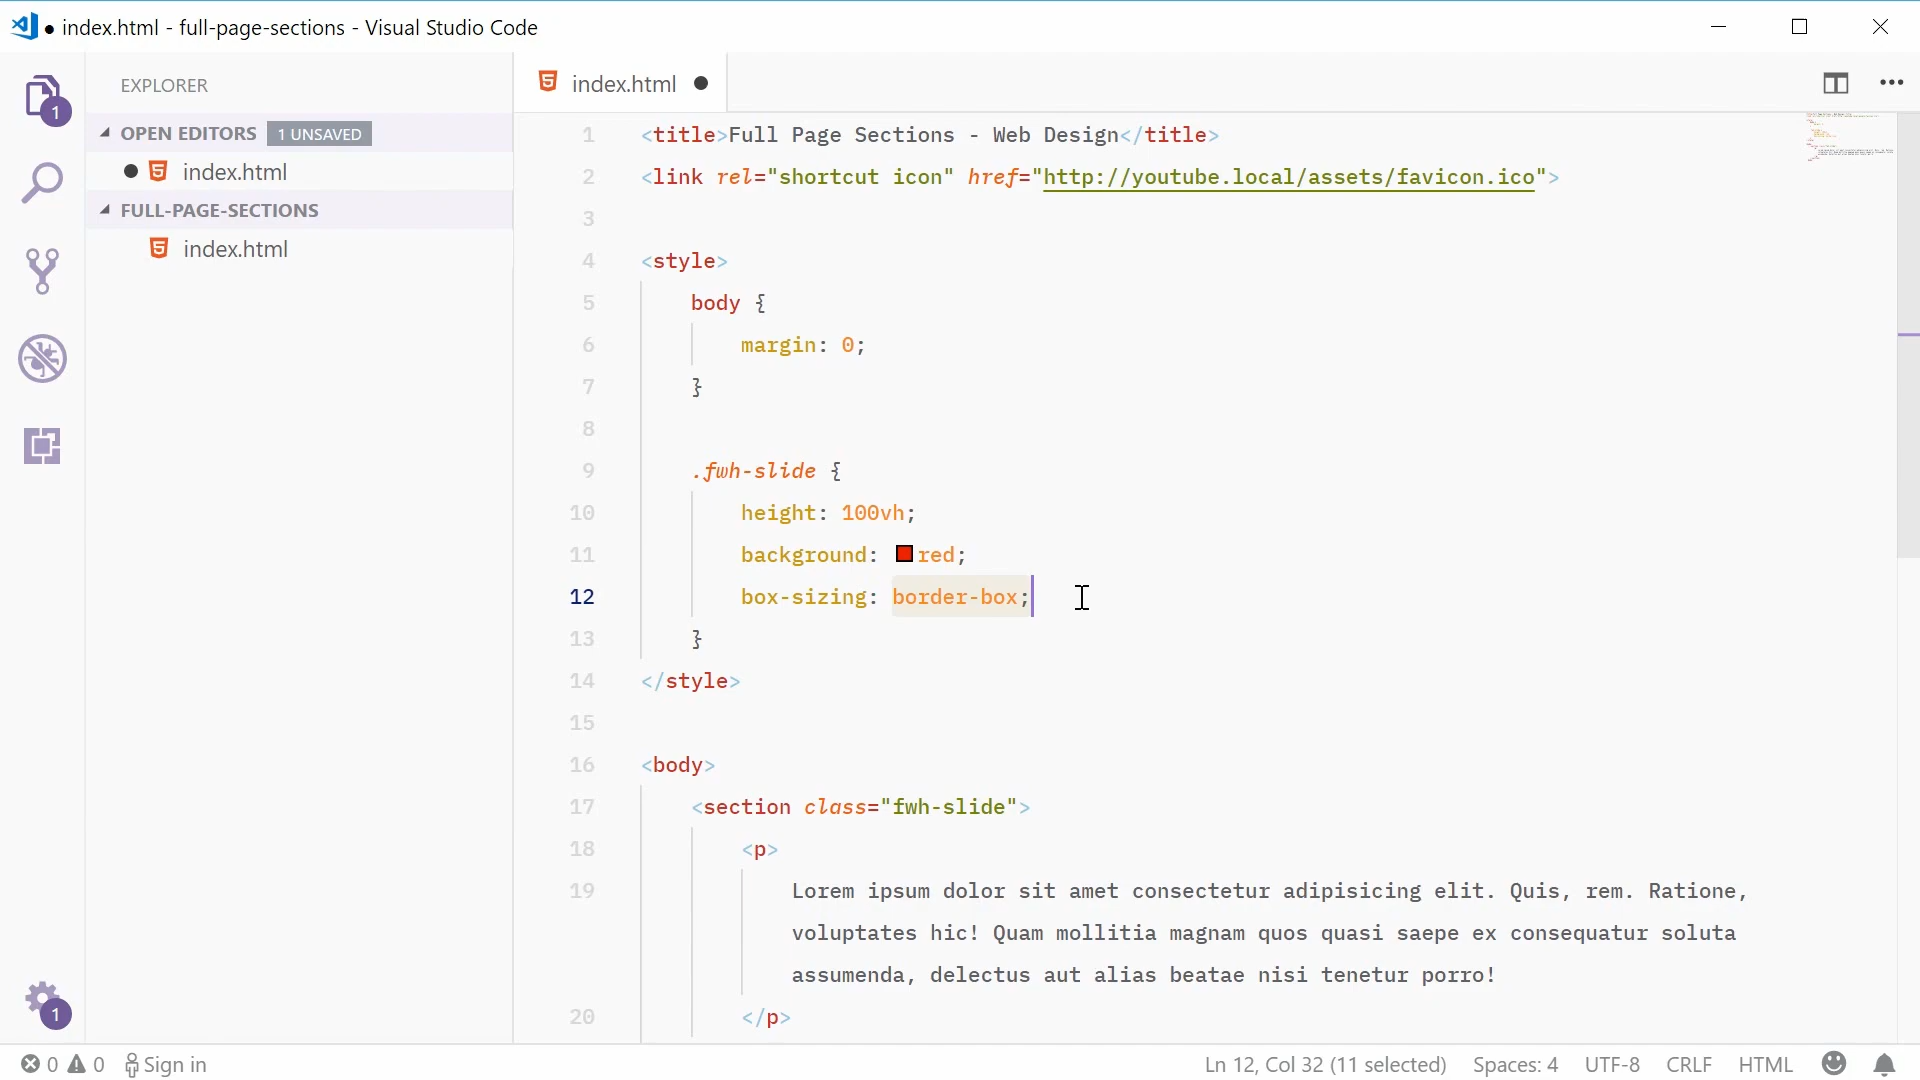 index.html - full-page-sections - Visual Studio Code
EXPLORER
OPEN EDITORS 1 UNSAVED
index.html
FULL-PAGE-SECTIONS
index.html
1
1
index.html
1 <title>Full Page Sections - Web Design</title>
2 <link rel="shortcut icon" href="http://youtube.local/assets/favicon.ico">
3
4 <style>
5 body {
6 margin: 0;
7 }
8
9 .fwh-slide {
10 height: 100vh;
11 background: red;
12 box-sizing: border-box;
13 }
14 </style>
15
16 <body>
17 <section class="fwh-slide">
18 <p>
19 Lorem ipsum dolor sit amet consectetur adipisicing elit. Quis, rem. Ratione,
voluptates hic! Quam mollitia magnam quos quasi saepe ex consequatur soluta
assumenda, delectus aut alias beatae nisi tenetur porro!
20 </p>
0 0 Sign in Ln 12, Col 32 (11 selected) Spaces: 4 UTF-8 CRLF HTML